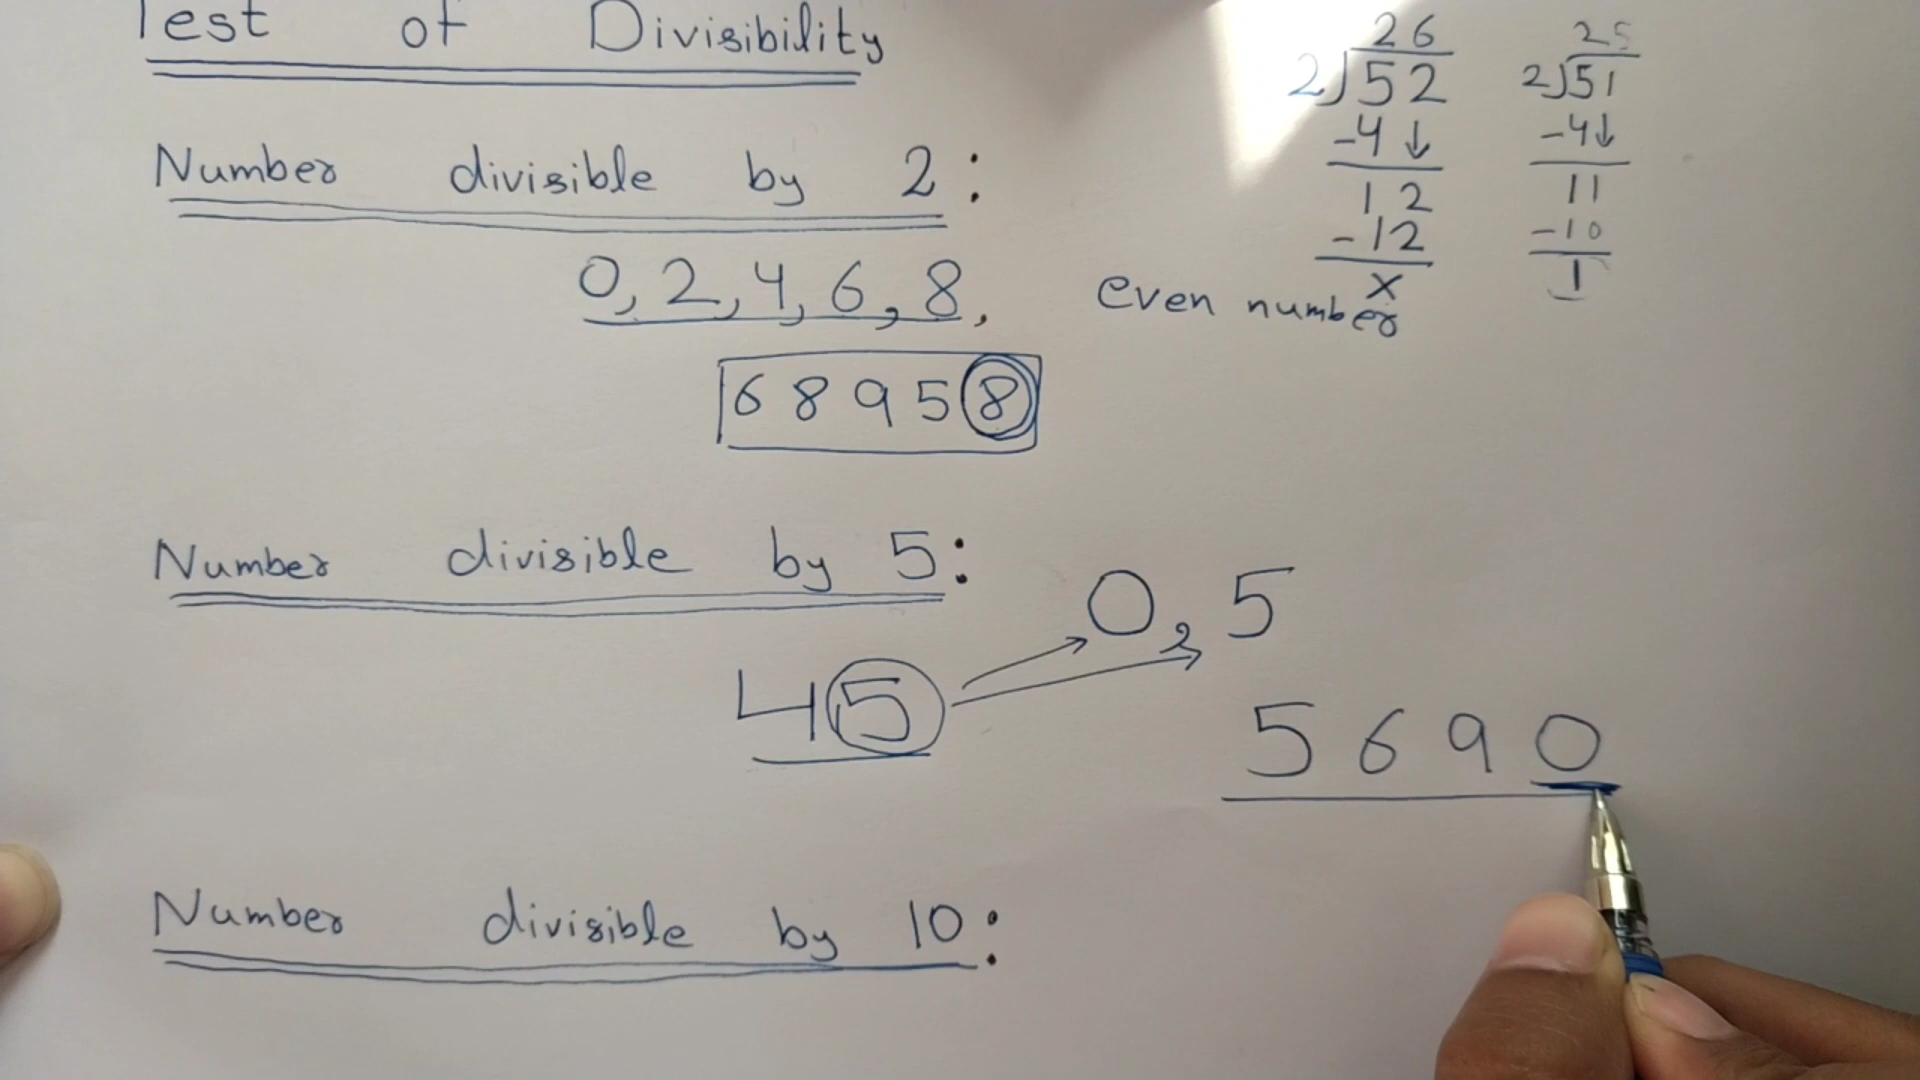 Test of Divisibility
Number divisible by 2:
0, 2, 4, 6, 8,
even number
68958
26
2)52
-4↓
12
-12
x
25
2)51
-4↓
11
-10
1
Number divisible by 5:
0, 5
45
5690
Number divisible by 10: